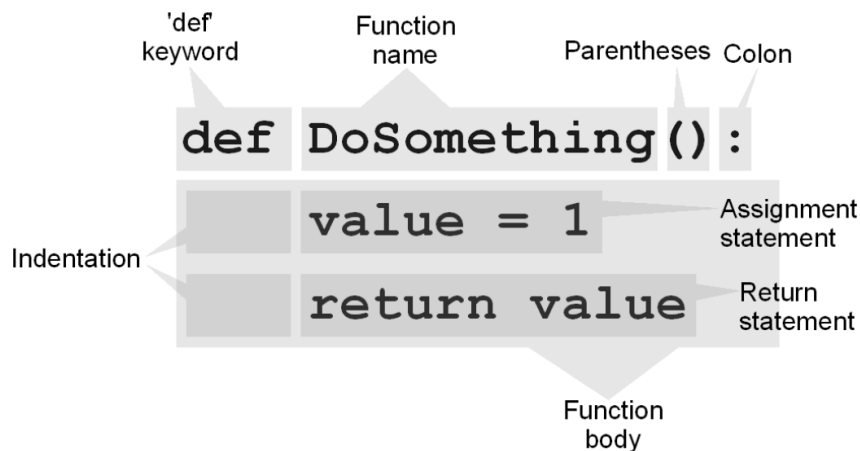 'def'
keyword
Function
name
Parentheses
Colon
def DoSomething():
value = 1
Assignment
statement
Indentation
return value
Return
statement
Function
body